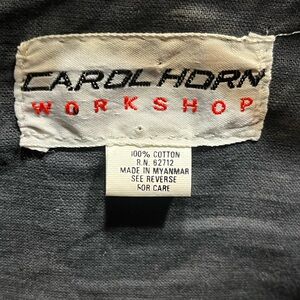 CAROL HORN
WORKSHOP
100% COTTON
R.N. 62712
MADE IN MYANMAR
SEE REVERSE
FOR CARE